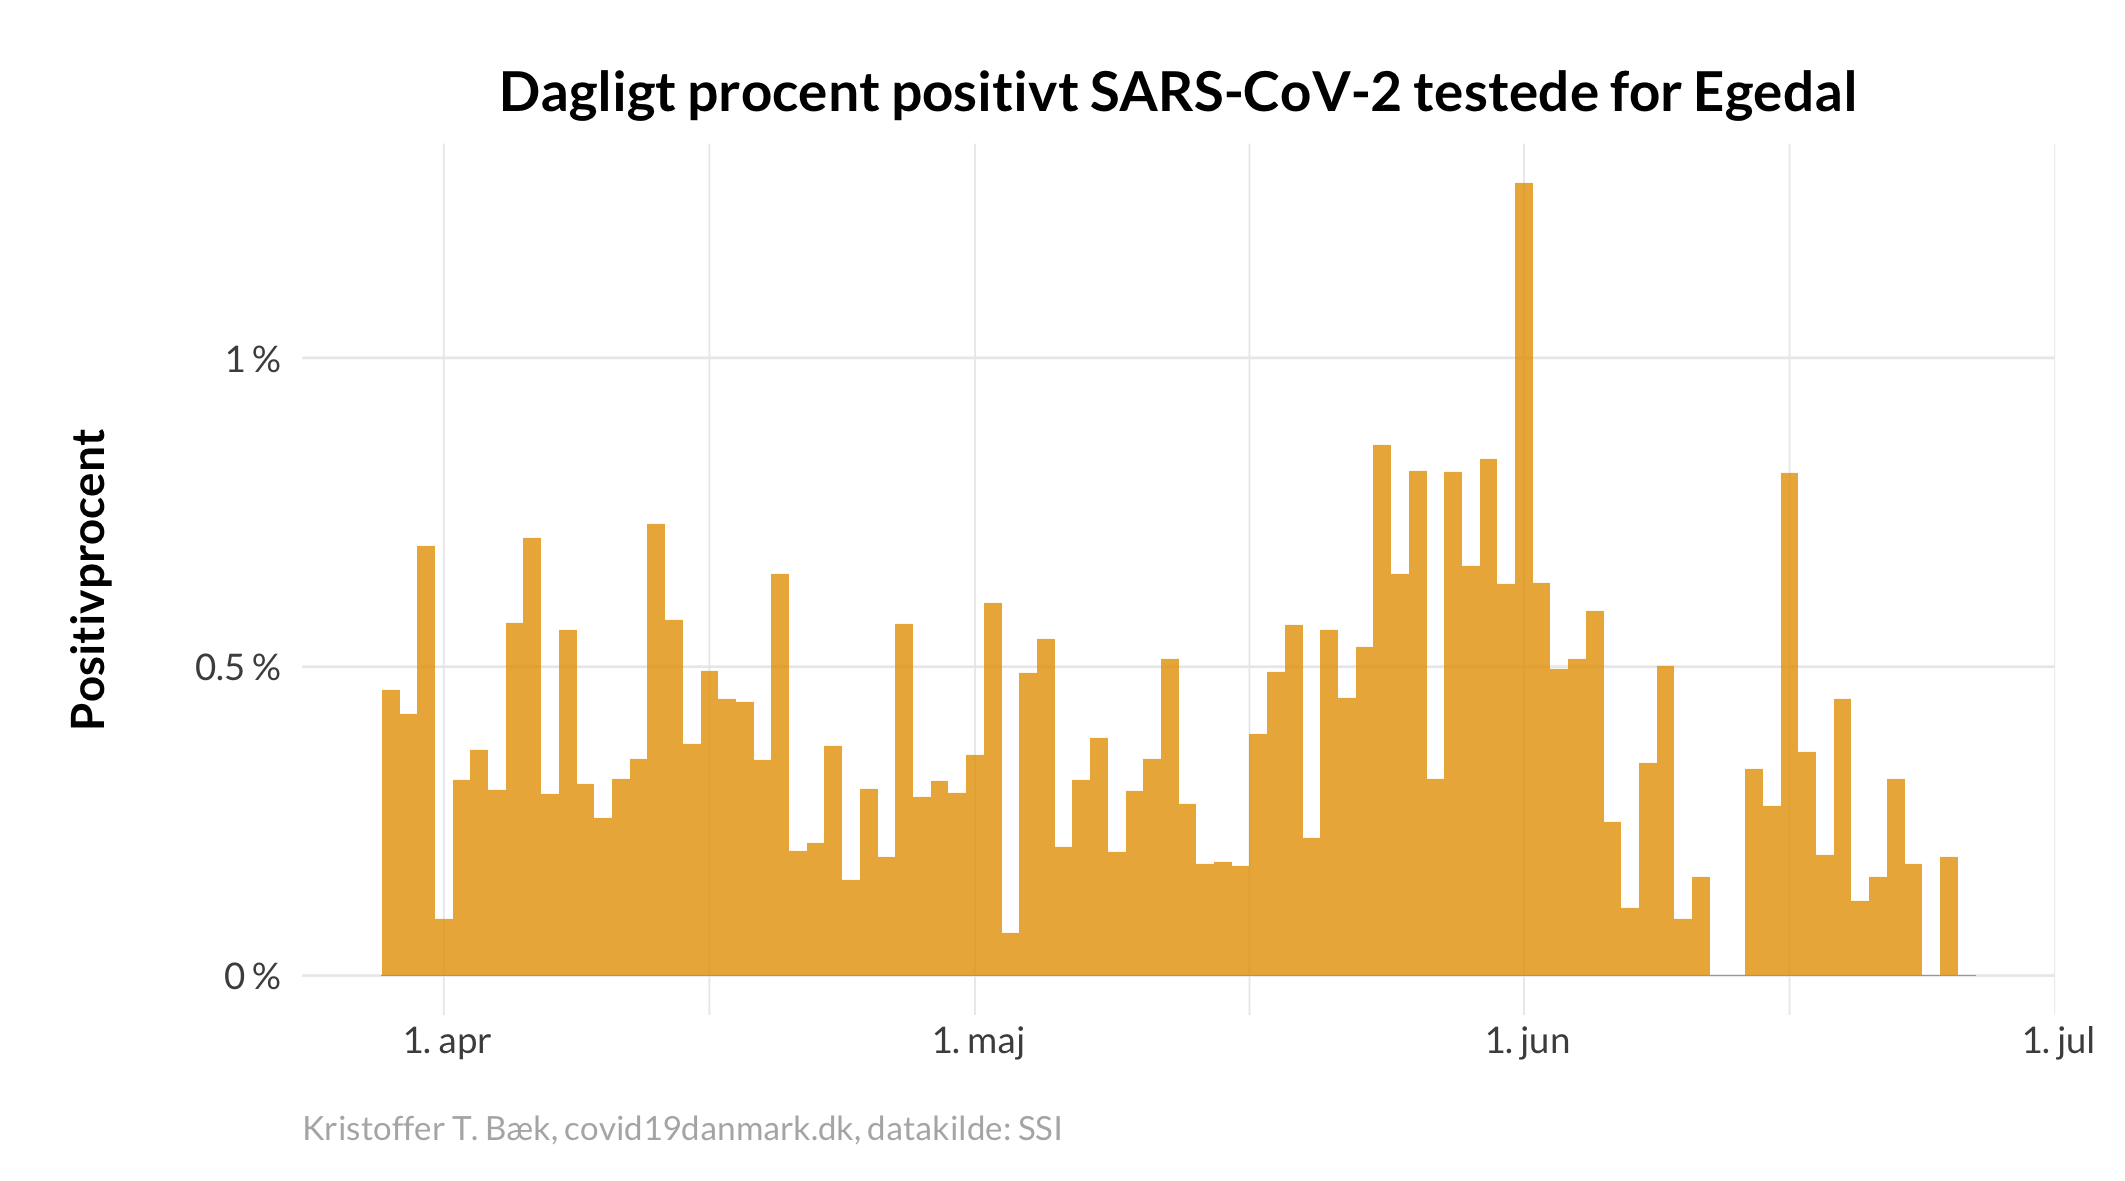 Dagligt procent positivt SARS-CoV-2 testede for Egedal
Positivprocent
1 %
0.5 %
0 %
1. apr
1. maj
1. jun
1. jul
Kristoffer T. Bæk, covid19danmark.dk, datakilde: SSI